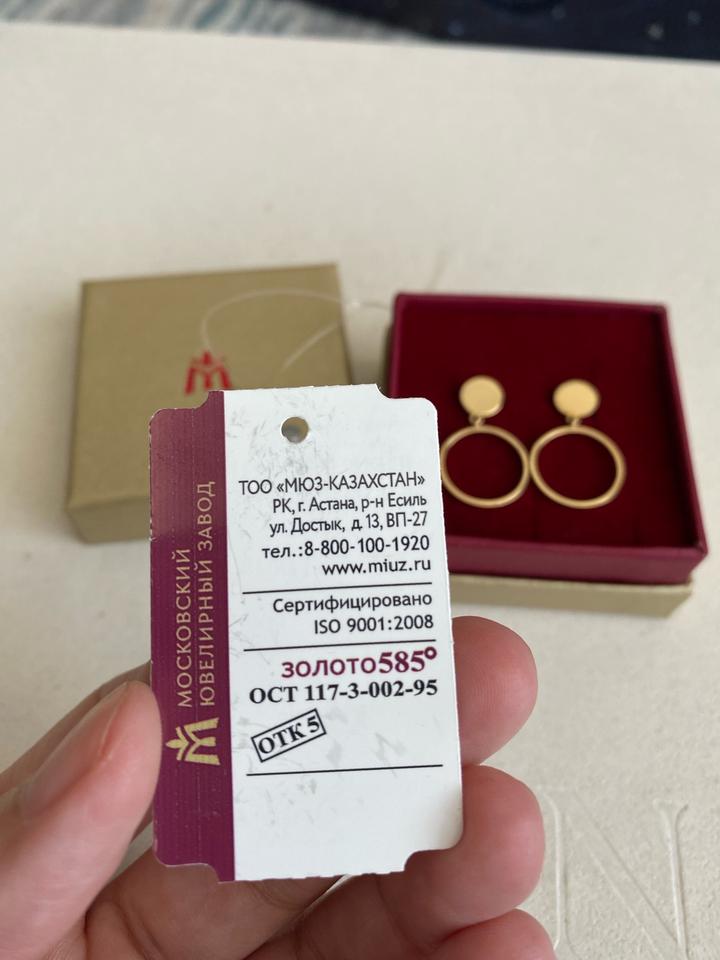 МОСКОВСКИЙ
ЮВЕЛИРНЫЙ ЗАВОД
ТОО «МЮЗ-КАЗАХСТАН»
РК, г. Астана, р-н Есиль
ул. Достык, д. 13, ВП-27
тел.:8-800-100-1920
www.miuz.ru
Сертифицировано
ISO 9001:2008
золото585°
ОСТ 117-3-002-95
ОТК 5
N